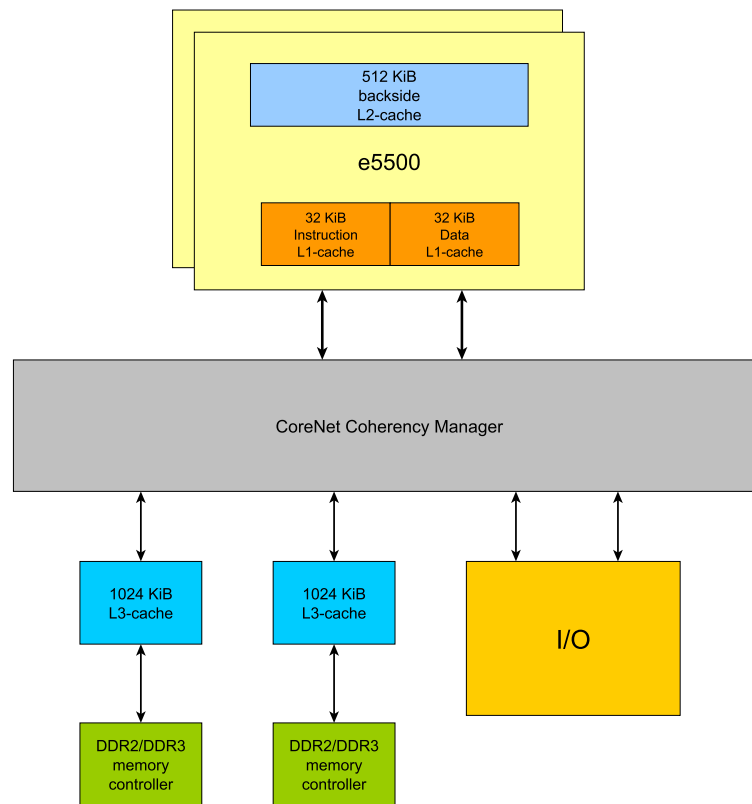 512 KiB
backside
L2-cache
e5500
32 KiB
Instruction
L1-cache
32 KiB
Data
L1-cache
CoreNet Coherency Manager
1024 KiB
L3-cache
1024 KiB
L3-cache
I/O
DDR2/DDR3
memory
controller
DDR2/DDR3
memory
controller